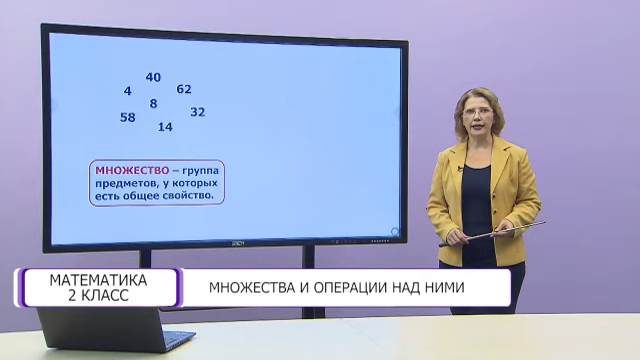 40
4
62
8
58
32
14
МНОЖЕСТВО – группа
предметов, у которых
есть общее свойство.
МАТЕМАТИКА
2 КЛАСС
МНОЖЕСТВА И ОПЕРАЦИИ НАД НИМИ